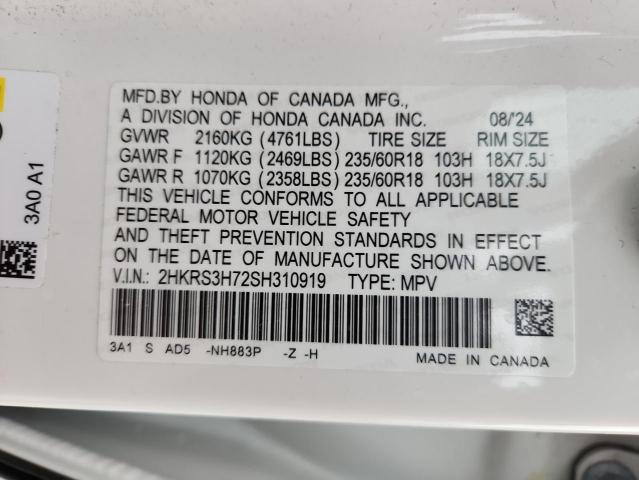 MFD.BY HONDA OF CANADA MFG.,
A DIVISION OF HONDA CANADA INC. 08/'24
GVWR 2160KG (4761LBS) TIRE SIZE RIM SIZE
GAWR F 1120KG (2469LBS) 235/60R18 103H 18X7.5J
GAWR R 1070KG (2358LBS) 235/60R18 103H 18X7.5J
THIS VEHICLE CONFORMS TO ALL APPLICABLE
FEDERAL MOTOR VEHICLE SAFETY
AND THEFT PREVENTION STANDARDS IN EFFECT
ON THE DATE OF MANUFACTURE SHOWN ABOVE.
V.I.N.: 2HKRS3H72SH310919 TYPE: MPV
3A1 S AD5 -NH883P -Z -H MADE IN CANADA
3A0 A1